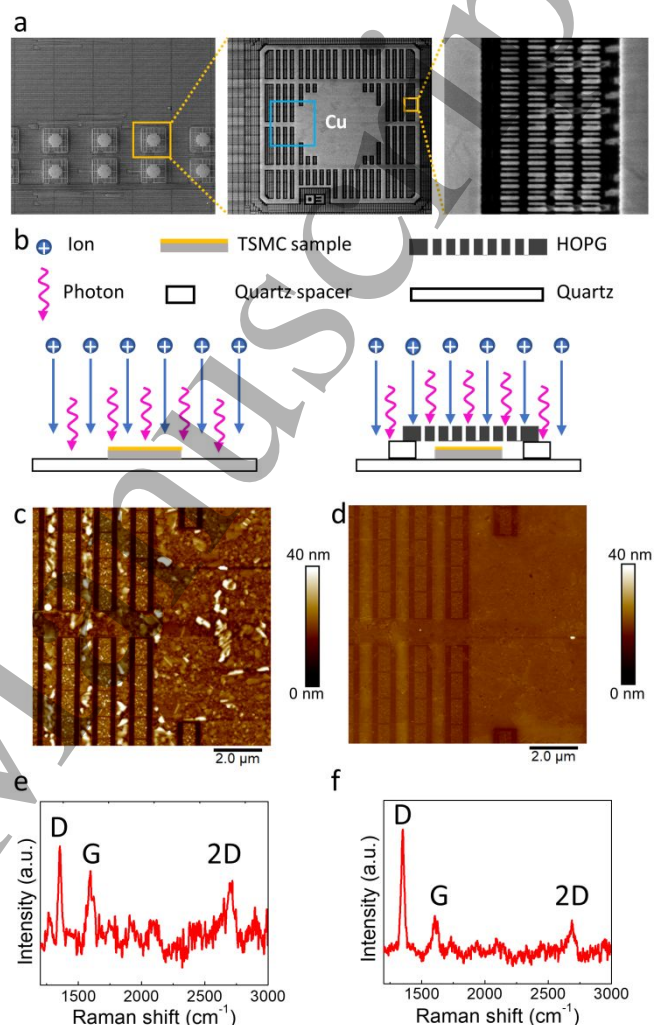 a
Cu
b
Ion
TSMC sample
HOPG
Photon
Quartz spacer
Quartz
c
40 nm
0 nm
2.0 μm
d
40 nm
0 nm
2.0 μm
e
D
G
2D
Intensity (a.u.)
1500 2000 2500 3000
Raman shift (cm-1)
f
D
G
2D
Intensity (a.u.)
1500 2000 2500 3000
Raman shift (cm-1)